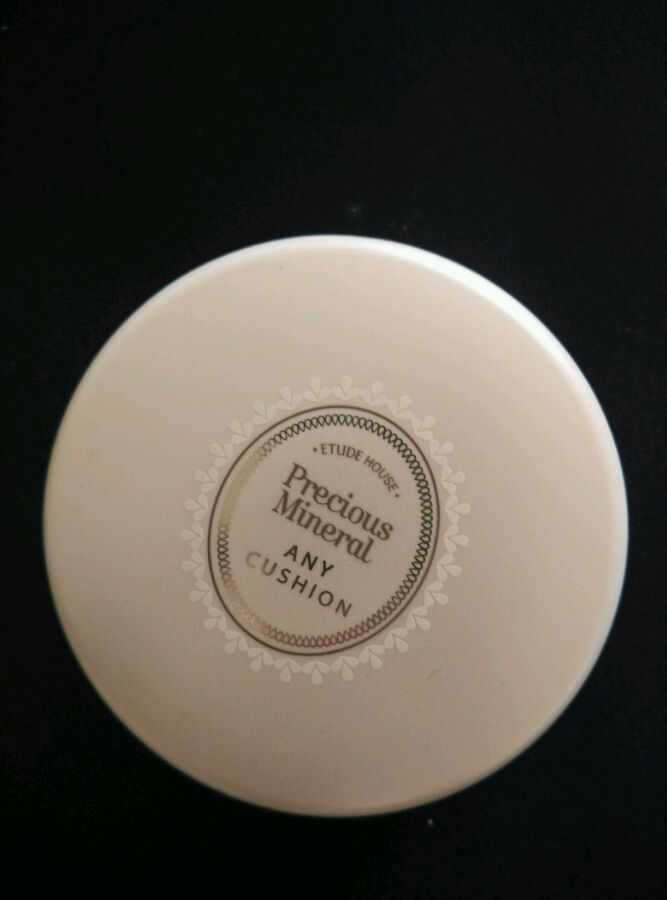 • ETUDE HOUSE •
Precious
Mineral
ANY
CUSHION